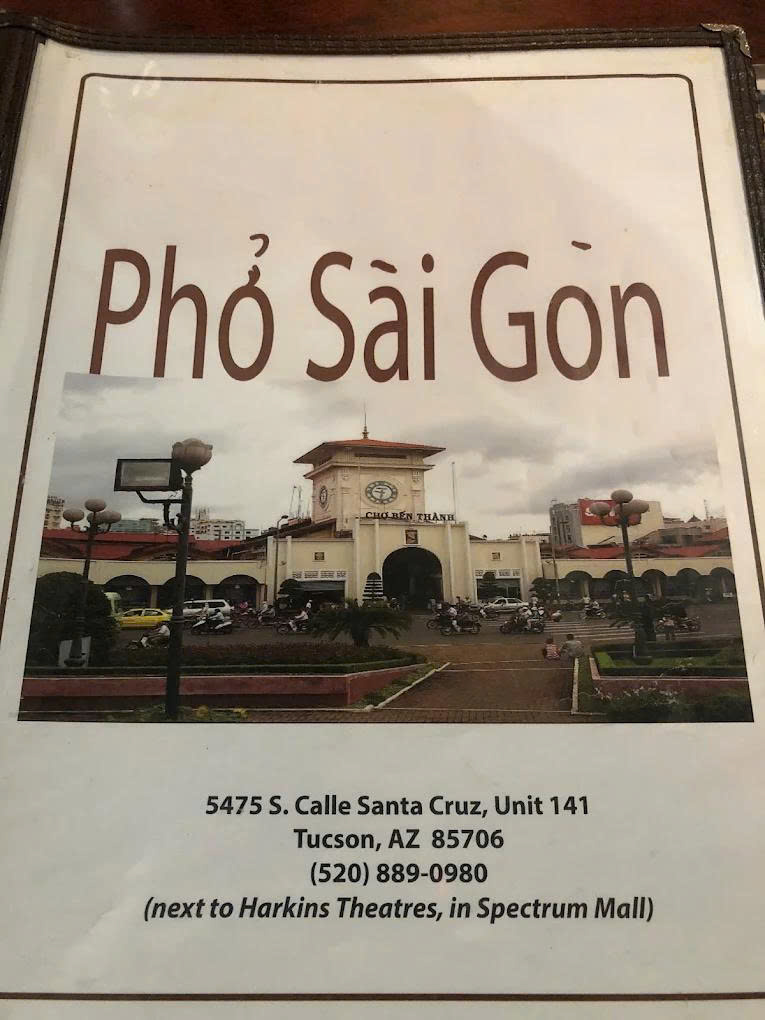 Phở Sài Gòn
CHỢ BẾN THÀNH
5475 S. Calle Santa Cruz, Unit 141
Tucson, AZ 85706
(520) 889-0980
(next to Harkins Theatres, in Spectrum Mall)